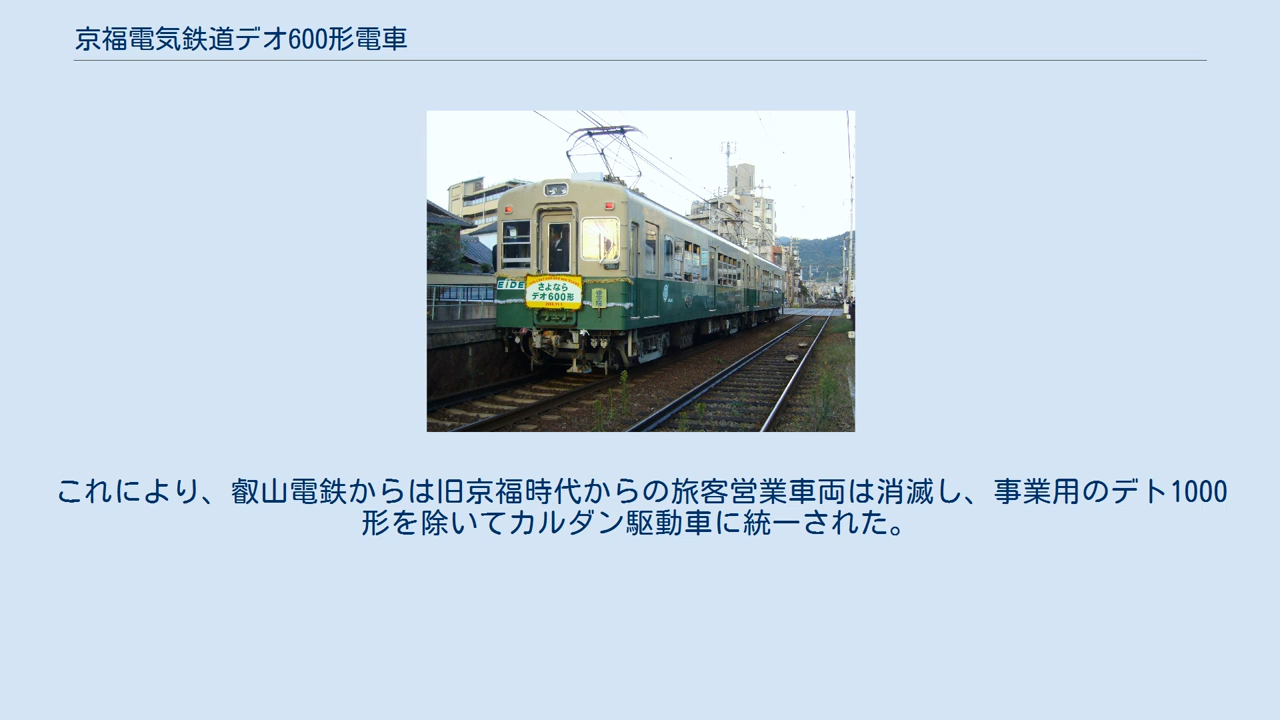 京福電気鉄道デオ600形電車
EIDEN
さよなら
デオ600形
これにより、叡山電鉄からは旧京福時代からの旅客営業車両は消滅し、事業用のデト1000
形を除いてカルダン駆動車に統一された。